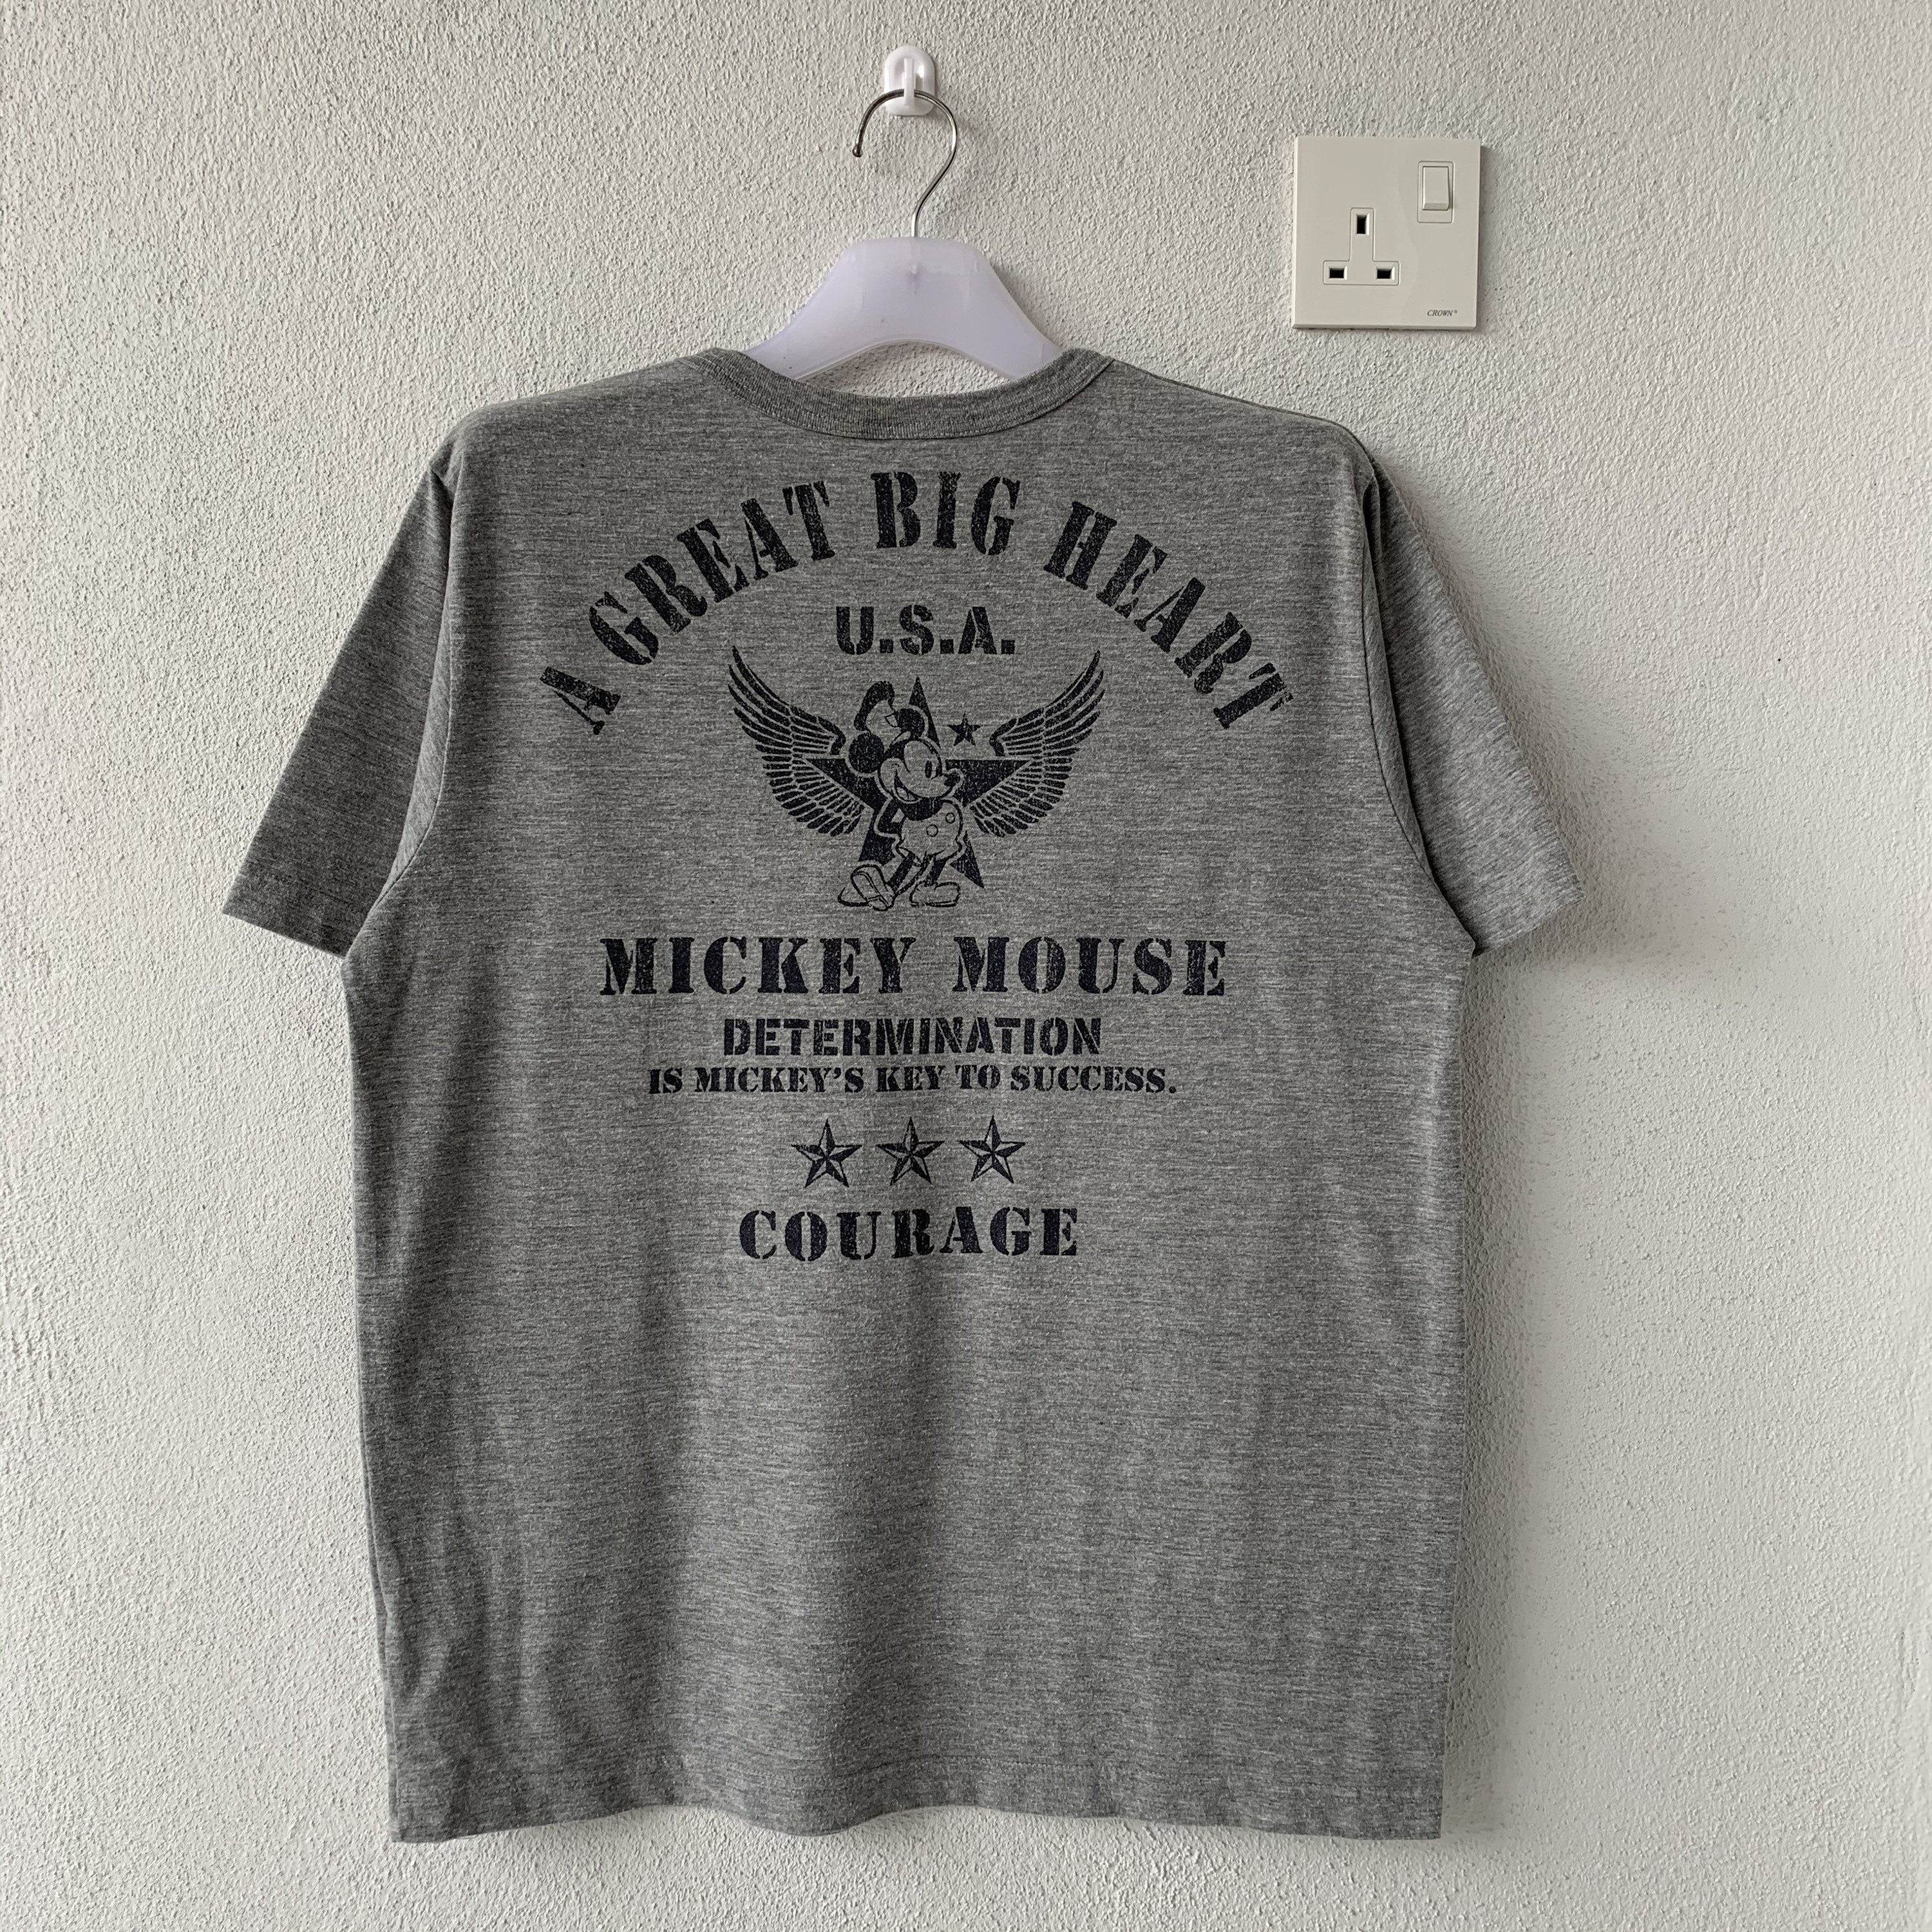 CROWN®
A GREAT BIG HEART
U.S.A.
MICKEY MOUSE
DETERMINATION
IS MICKEY'S KEY TO SUCCESS.
COURAGE